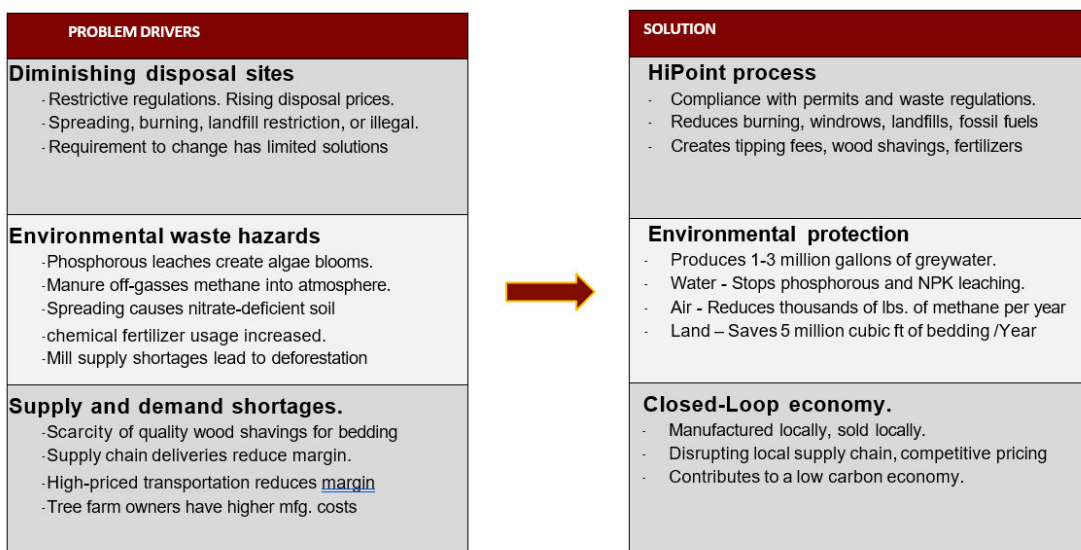 PROBLEM DRIVERS
Diminishing disposal sites
- Restrictive regulations. Rising disposal prices.
- Spreading, burning, landfill restriction, or illegal.
- Requirement to change has limited solutions
Environmental waste hazards
- Phosphorous leaches create algae blooms.
- Manure off-gasses methane into atmosphere.
- Spreading causes nitrate-deficient soil
- chemical fertilizer usage increased.
- Mill supply shortages lead to deforestation
Supply and demand shortages.
- Scarcity of quality wood shavings for bedding
- Supply chain deliveries reduce margin.
- High-priced transportation reduces margin
- Tree farm owners have higher mfg. costs
SOLUTION
HiPoint process
- Compliance with permits and waste regulations.
- Reduces burning, windrows, landfills, fossil fuels
- Creates tipping fees, wood shavings, fertilizers
Environmental protection
- Produces 1-3 million gallons of greywater.
- Water - Stops phosphorous and NPK leaching.
- Air - Reduces thousands of lbs. of methane per year
- Land – Saves 5 million cubic ft of bedding /Year
Closed-Loop economy.
- Manufactured locally, sold locally.
- Disrupting local supply chain, competitive pricing
- Contributes to a low carbon economy.